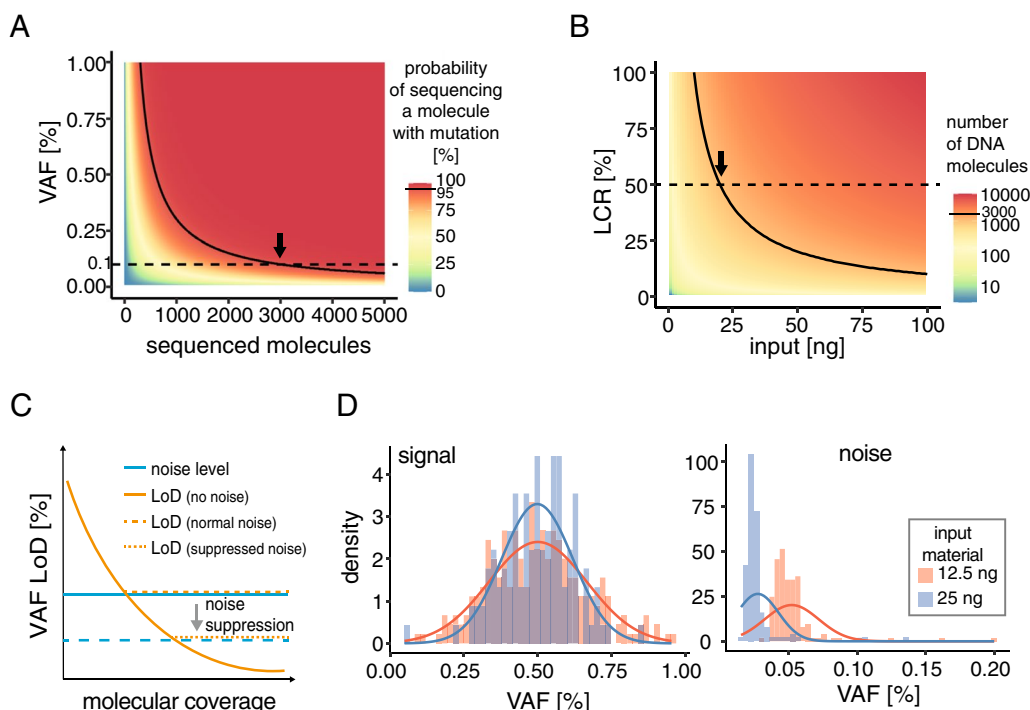 A
1.00
0.75
0.50
0.25
0.1
0.00
VAF [%]
0
1000
2000
3000
4000
5000
sequenced molecules
probability
of sequencing
a molecule
with mutation
[%]
100
95
75
50
25
0
B
100
75
50
25
0
LCR [%]
0
25
50
75
100
input [ng]
number
of DNA
molecules
10000
3000
1000
100
10
C
VAF LoD [%]
noise level
LoD (no noise)
LoD (normal noise)
LoD (suppressed noise)
noise
suppression
molecular coverage
D
signal
4
3
2
1
0
density
0.00
0.25
0.50
0.75
1.00
VAF [%]
noise
100
75
50
25
0
0.05
0.10
0.15
0.20
VAF [%]
input
material
12.5 ng
25 ng